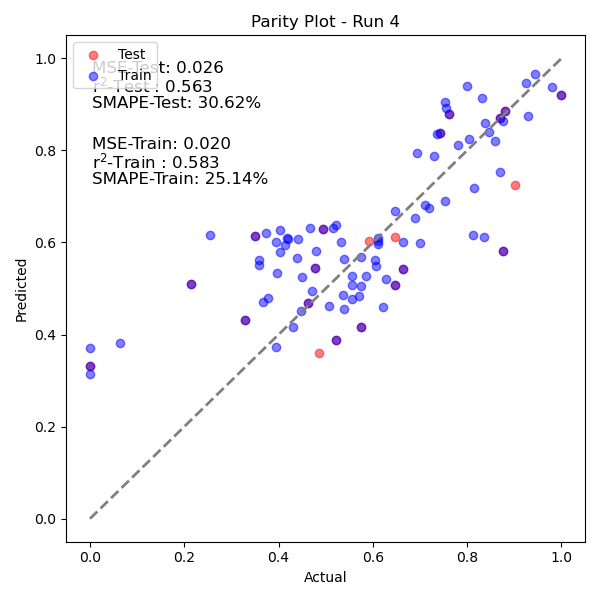 Parity Plot - Run 4
Test
Train
MSE-Test: 0.026
r²-Test : 0.563
SMAPE-Test: 30.62%
MSE-Train: 0.020
r²-Train : 0.583
SMAPE-Train: 25.14%
Predicted
1.0
0.8
0.6
0.4
0.2
0.0
0.0 0.2 0.4 0.6 0.8 1.0
Actual